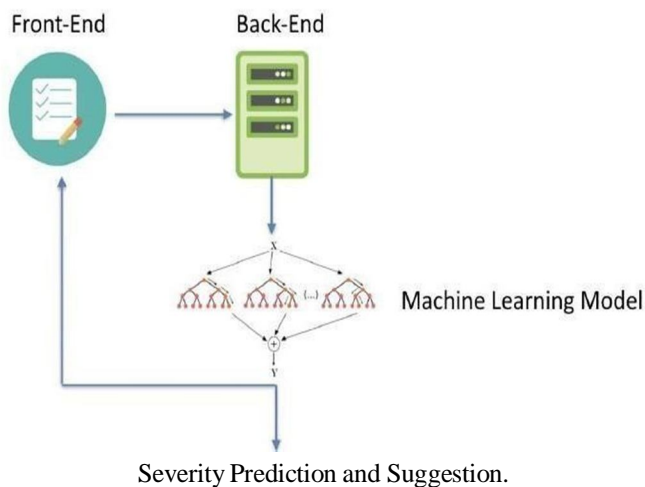 Front-End
Back-End
X
(...)
+
Y
Machine Learning Model
Severity Prediction and Suggestion.